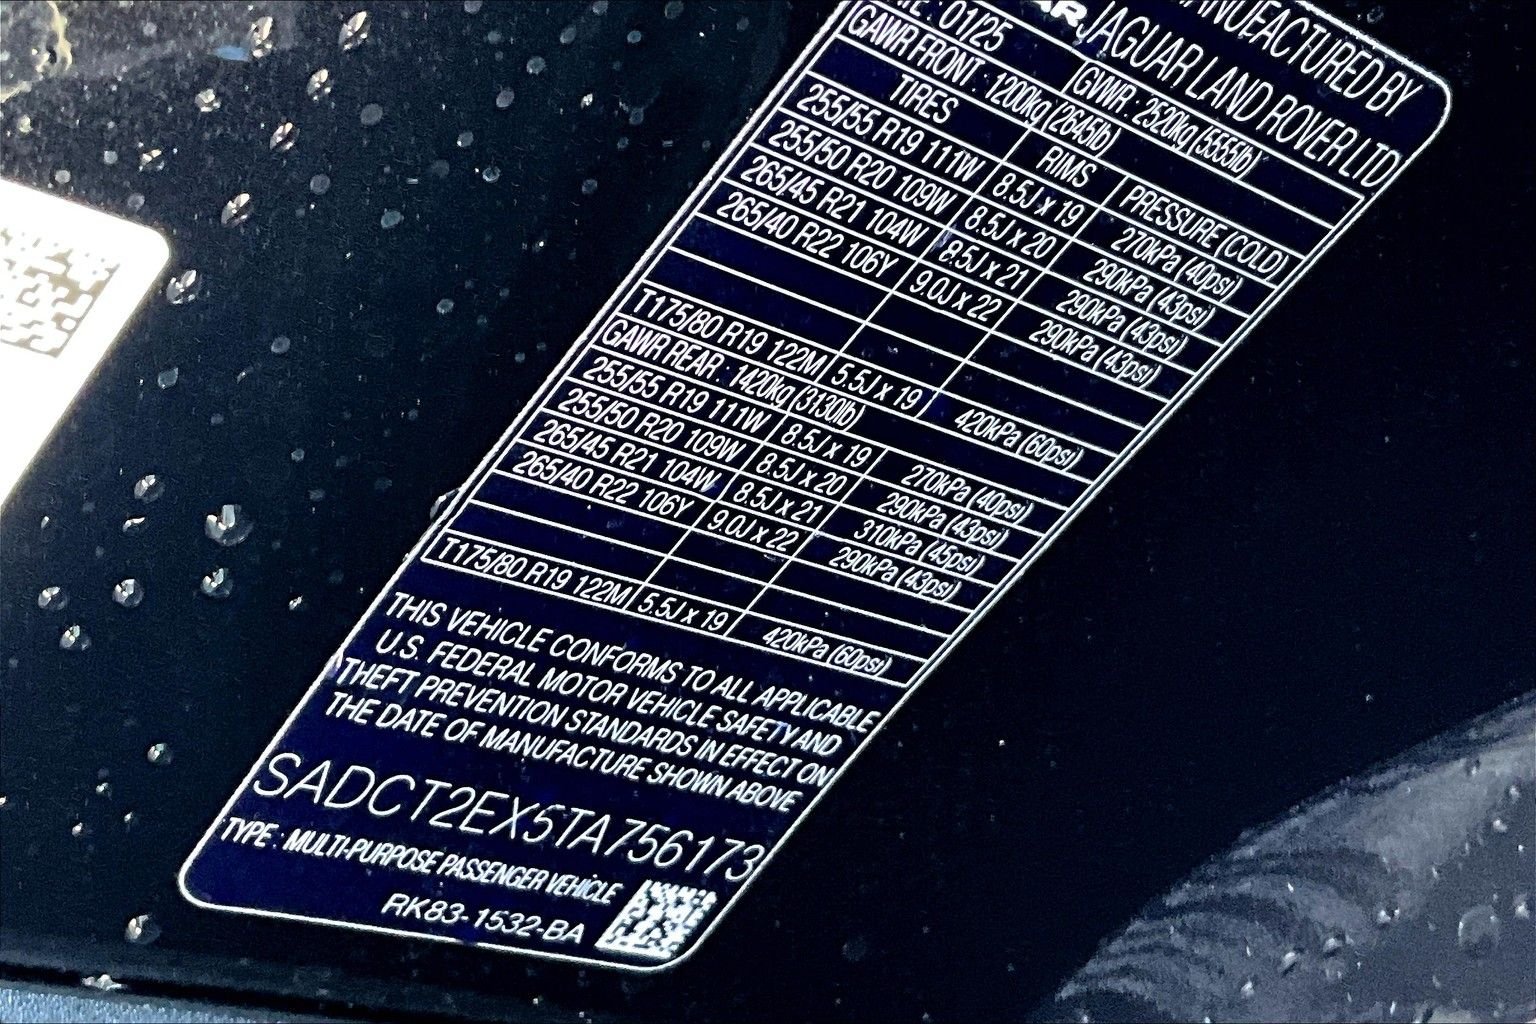 MANUFACTURED BY
JAGUAR LAND ROVER LTD
01/25 GVWR : 2520kg (5555lb)
GAWR FRONT : 1200kg (2645lb)
TIRES RIMS PRESSURE (COLD)
255/55 R19 111W 8.5J x 19 270kPa (40psi)
255/50 R20 109W 8.5J x 20 290kPa (43psi)
265/45 R21 104W 8.5J x 21 290kPa (43psi)
265/40 R22 106Y 9.0J x 22 290kPa (43psi)
T175/80 R19 122M 5.5J x 19 420kPa (60psi)
GAWR REAR : 1420kg (3130lb)
255/55 R19 111W 8.5J x 19 270kPa (40psi)
255/50 R20 109W 8.5J x 20 290kPa (43psi)
265/45 R21 104W 8.5J x 21 310kPa (45psi)
265/40 R22 106Y 9.0J x 22 290kPa (43psi)
T175/80 R19 122M 5.5J x 19 420kPa (60psi)
THIS VEHICLE CONFORMS TO ALL APPLICABLE
U.S. FEDERAL MOTOR VEHICLE SAFETY AND
THEFT PREVENTION STANDARDS IN EFFECT ON
THE DATE OF MANUFACTURE SHOWN ABOVE
SADCT2EX5TA756173
TYPE : MULTI-PURPOSE PASSENGER VEHICLE
RK83-1532-BA